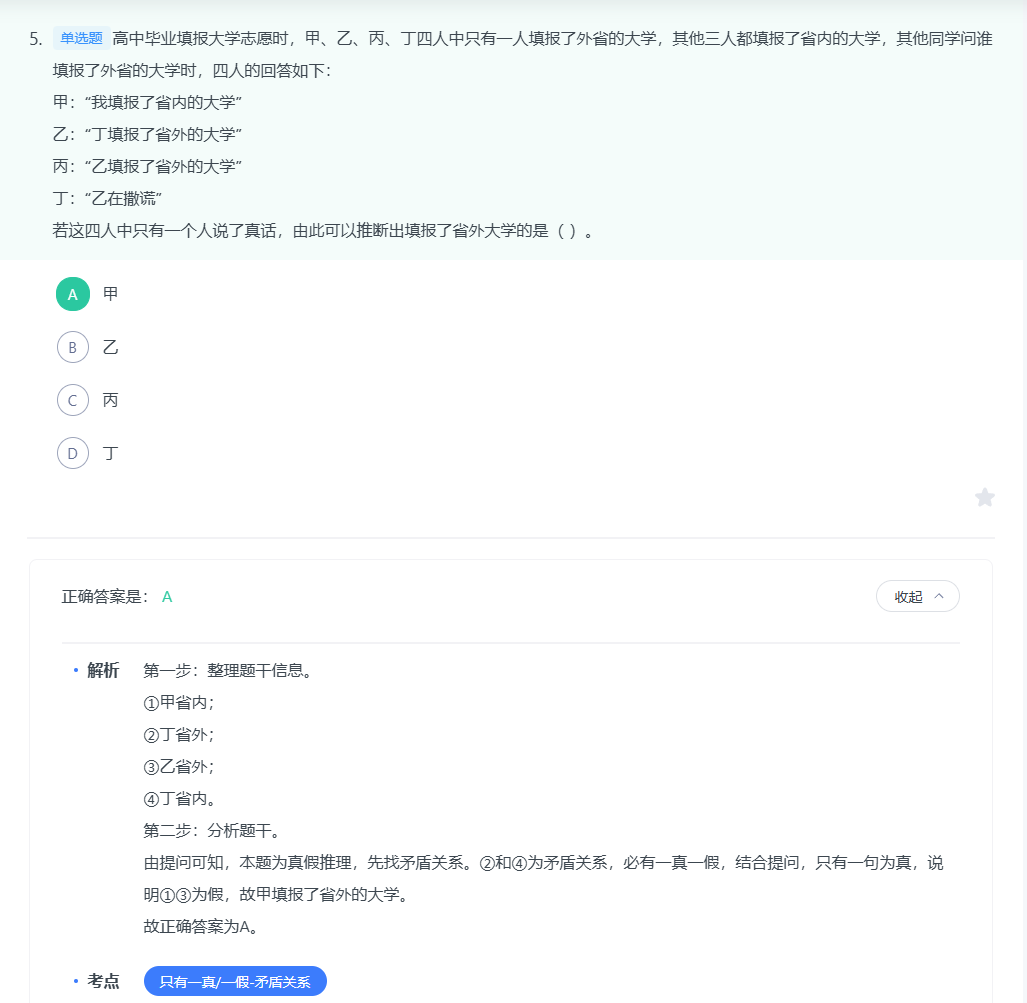 5. 单选题 高中毕业填报大学志愿时，甲、乙、丙、丁四人中只有一人填报了外省的大学，其他三人都填报了省内的大学，其他同学问谁
填报了外省的大学时，四人的回答如下：
甲：“我填报了省内的大学”
乙：“丁填报了省外的大学”
丙：“乙填报了省外的大学”
丁：“乙在撒谎”
若这四人中只有一个人说了真话，由此可以推断出填报了省外大学的是（ ）。
A 甲
B 乙
C 丙
D 丁
正确答案是： A
收起
解析 第一步：整理题干信息。
①甲省内；
②丁省外；
③乙省外；
④丁省内。
第二步：分析题干。
由提问可知，本题为真假推理，先找矛盾关系。②和④为矛盾关系，必有一真一假，结合提问，只有一句为真，说
明①③为假，故甲填报了省外的大学。
故正确答案为A。
考点 只有一真/一假-矛盾关系